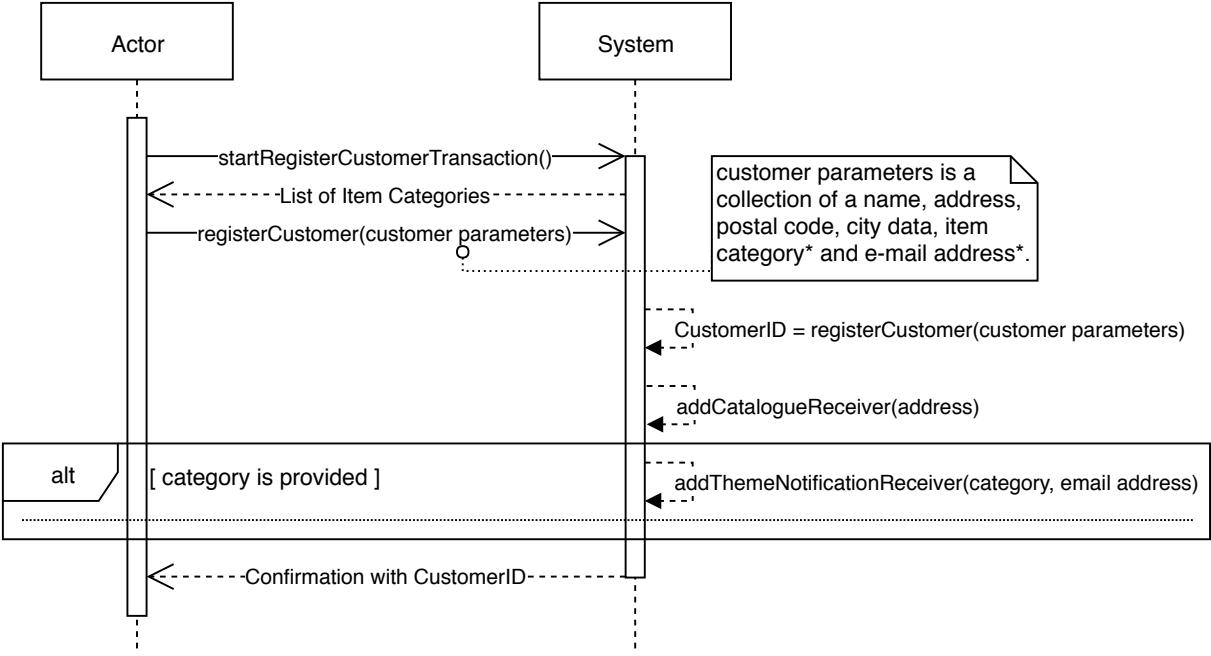 Actor
System
startRegisterCustomerTransaction()
List of Item Categories
registerCustomer(customer parameters)
customer parameters is a
collection of a name, address,
postal code, city data, item
category* and e-mail address*.
CustomerID = registerCustomer(customer parameters)
addCatalogueReceiver(address)
alt
[ category is provided ]
addThemeNotificationReceiver(category, email address)
Confirmation with CustomerID